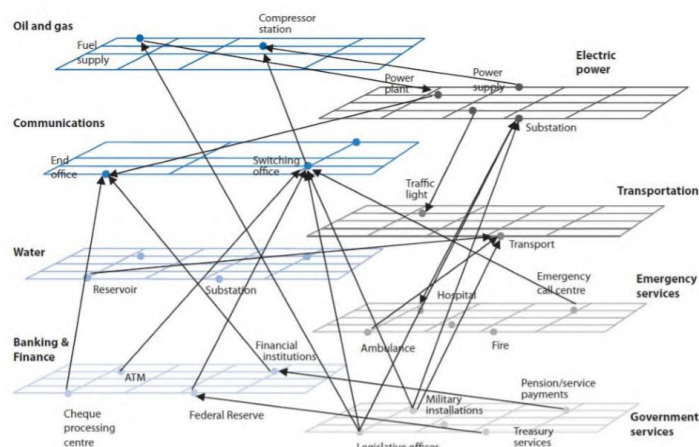 Oil and gas
Compressor
station
Fuel
supply
Electric
power
Power
plant
Power
supply
Substation
Communications
End
office
Switching
office
Traffic
light
Transportation
Transport
Water
Reservoir
Substation
Emergency
call centre
Emergency
services
Hospital
Ambulance
Fire
Banking &
Finance
Financial
institutions
ATM
Cheque
processing
centre
Federal Reserve
Military
installations
Pension/service
payments
Government
services
Treasury
services
Legislative offices